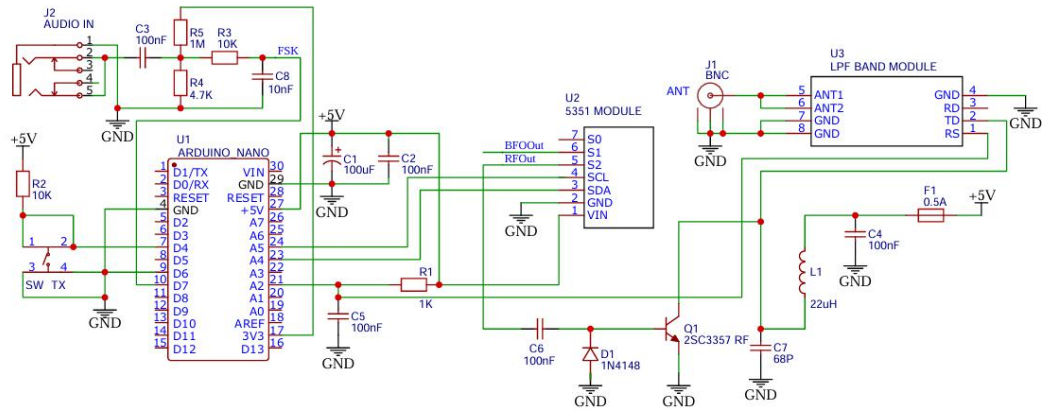 J2
AUDIO IN
1
2
3
4
5
C3
100nF
R5
1M
R3
10K
FSK
R4
4.7K
C8
10nF
GND
+5V
R2
10K
1 2
3 4
SW TX
GND
U1
ARDUINO_NANO
1 D1/TX VIN 30
2 D0/RX GND 29
3 RESET RESET 28
4 GND +5V 27
5 D2 A7 26
6 D3 A6 25
7 D4 A5 24
8 D5 A4 23
9 D6 A3 22
10 D7 A2 21
11 D8 A1 20
12 D9 A0 19
13 D10 AREF 18
14 D11 3V3 17
15 D12 D13 16
+5V
+
C1
100uF
C2
100nF
GND
R1
1K
C5
100nF
GND
U2
5351 MODULE
7 S0
BFOOut 6 S1
RFOut 5 S2
4 SCL
3 SDA
2 GND
1 VIN
GND
C6
100nF
D1
1N4148
GND
Q1
2SC3357 RF
GND
J1
BNC
ANT
GND
U3
LPF BAND MODULE
5 ANT1 GND 4
6 ANT2 RD 3
7 GND TD 2
8 GND RS 1
GND
F1
0.5A
+5V
C4
100nF
GND
L1
22uH
C7
68P
GND